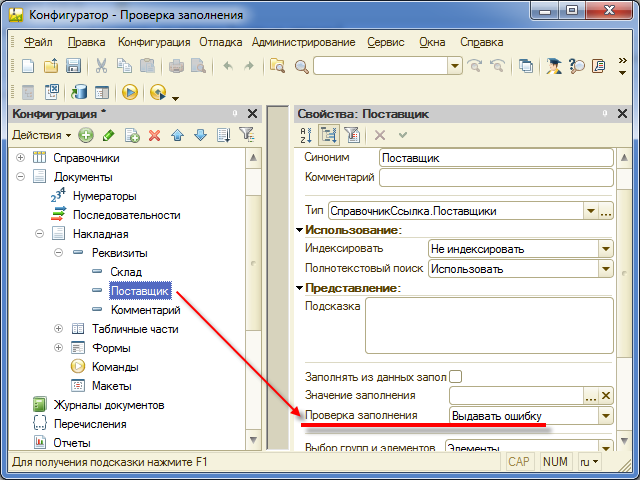 Конфигуратор - Проверка заполнения
Файл Правка Конфигурация Отладка Администрирование Сервис Окна Справка
Конфигурация *
Действия
Справочники
Документы
Нумераторы
Последовательности
Накладная
Реквизиты
Склад
Поставщик
Комментарий
Табличные части
Формы
Команды
Макеты
Журналы документов
Перечисления
Отчеты
Свойства: Поставщик
Синоним Поставщик
Комментарий
Тип СправочникСсылка.Поставщики ...
Использование:
Индексировать Не индексировать
Полнотекстовый поиск Использовать
Представление:
Подсказка
Заполнять из данных запол
Значение заполнения ... x
Проверка заполнения Выдавать ошибку
Выбор групп и элементов Элементы
Для получения подсказки нажмите F1 CAP NUM ru